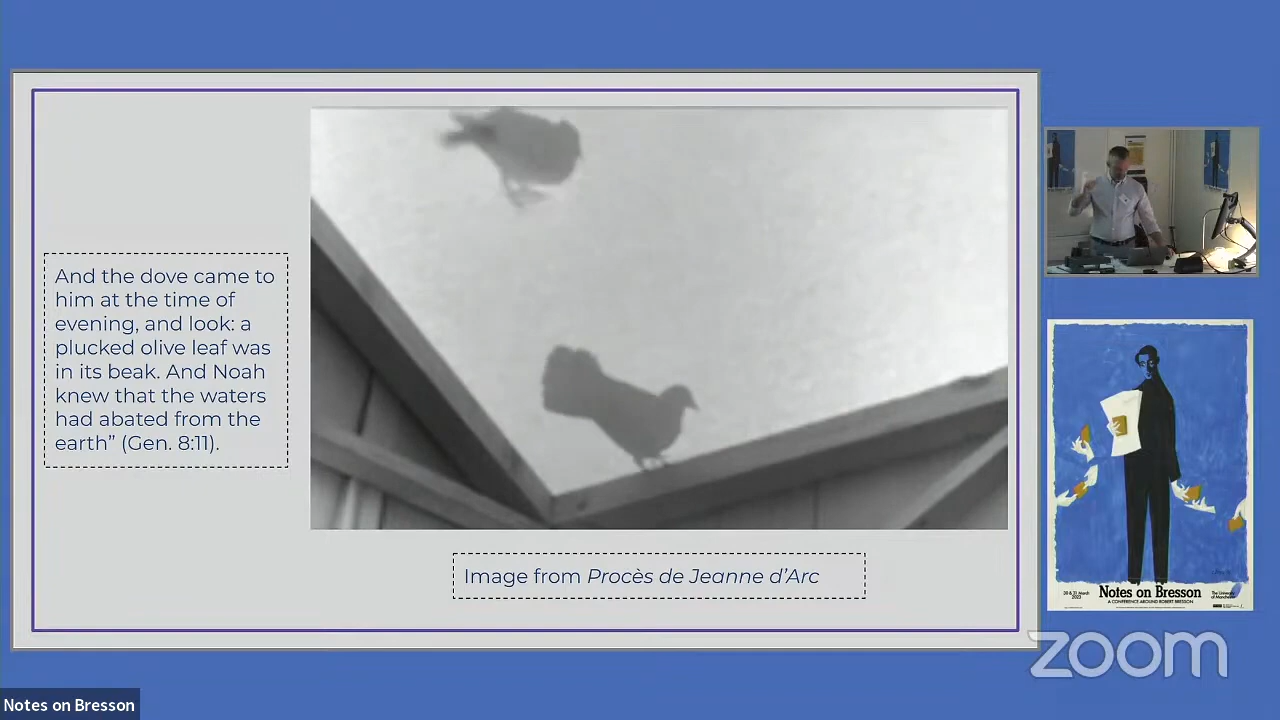 And the dove came to
him at the time of
evening, and look: a
plucked olive leaf was
in its beak. And Noah
knew that the waters
had abated from the
earth” (Gen. 8:11).
Image from Procès de Jeanne d’Arc
Notes on Bresson
A CONFERENCE AROUND ROBERT BRESSON
zoom
Notes on Bresson